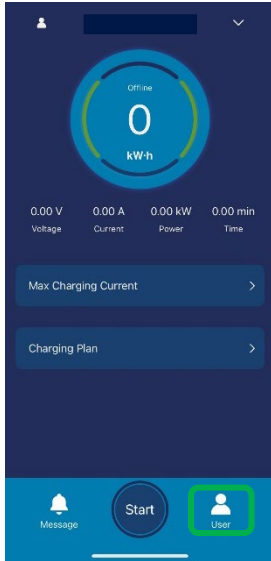 Offline
0
kW·h
0.00 V 0.00 A 0.00 kW 0.00 min
Voltage Current Power Time
Max Charging Current
Charging Plan
Message Start User